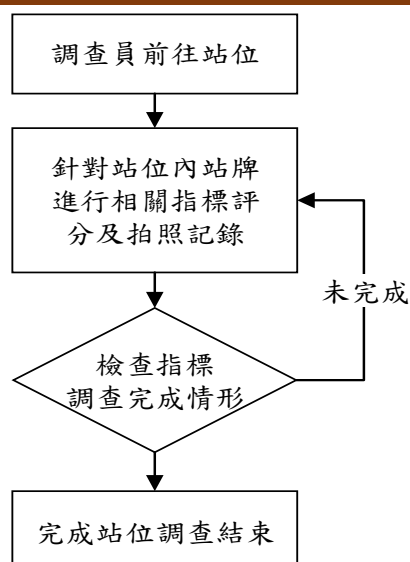 調查員前往站位
針對站位內站牌
進行相關指標評
分及拍照記錄
未完成
檢查指標
調查完成情形
完成站位調查結束